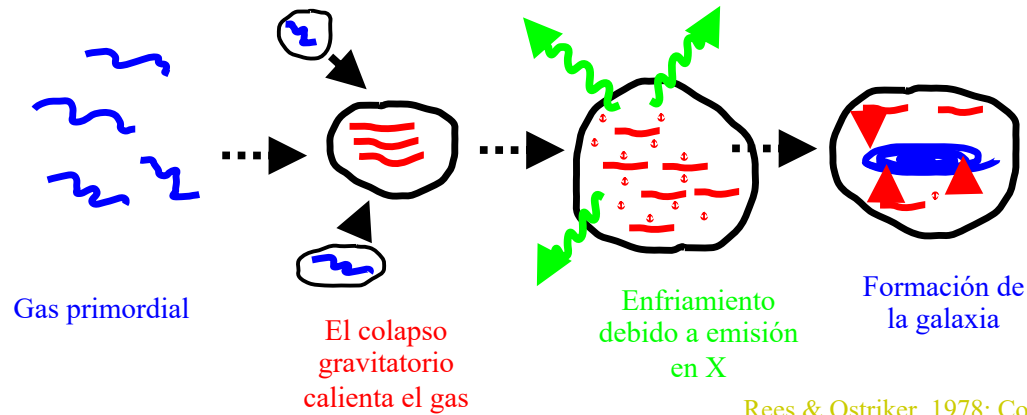 Gas primordial
El colapso
gravitatorio
calienta el gas
Enfriamiento
debido a emisión
en X
Formación de
la galaxia
Rees & Ostriker, 1978; Co